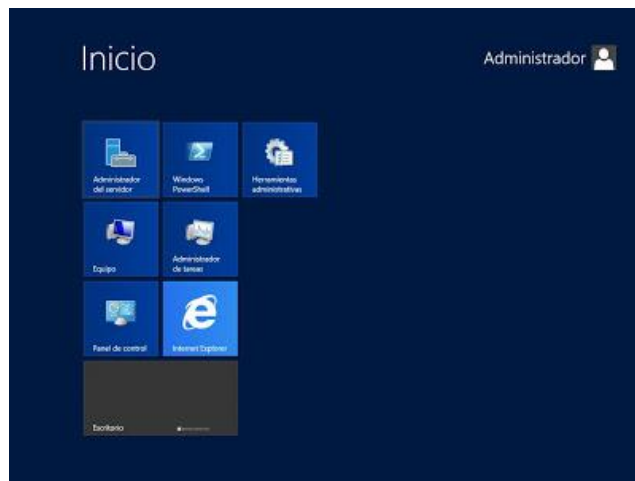 Inicio
Administrador
Administrador
del servidor
Windows
PowerShell
Herramientas
administrativas
Equipo
Administrador
de tareas
Panel de control
Internet Explorer
Escritorio